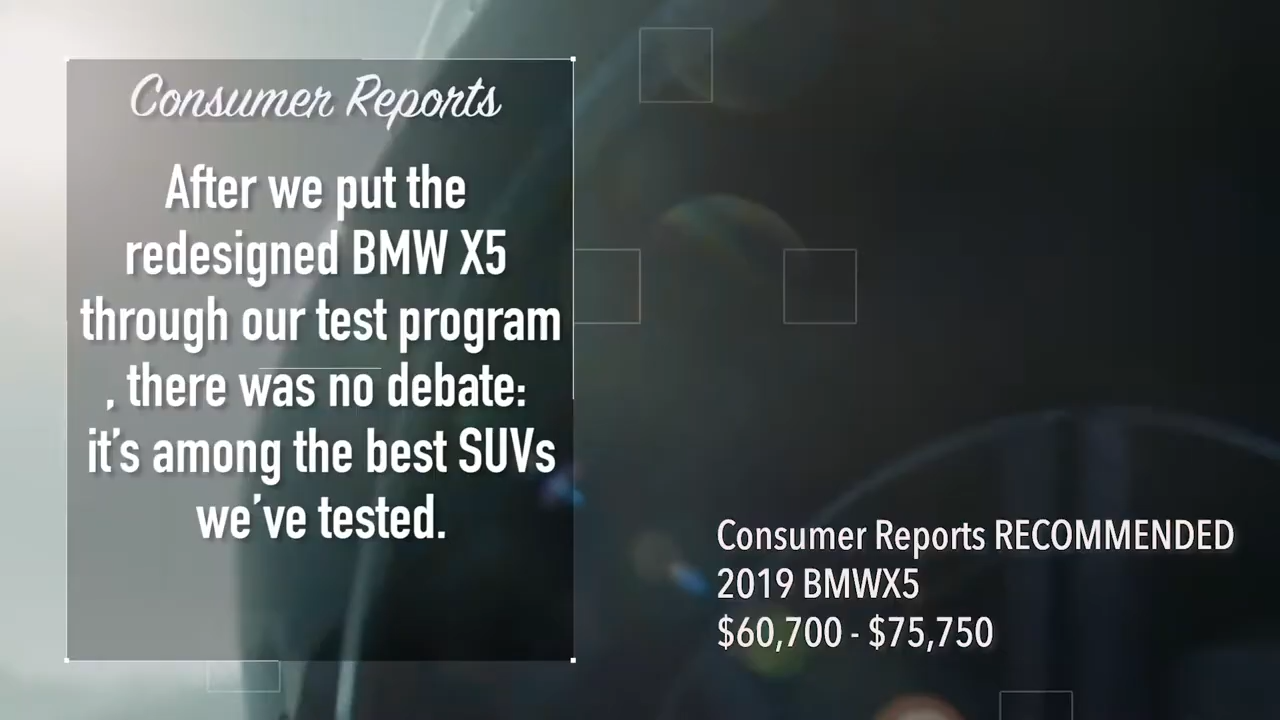 Consumer Reports
After we put the
redesigned BMW X5
through our test program
, there was no debate:
it's among the best SUVs
we've tested.
Consumer Reports RECOMMENDED
2019 BMWX5
$60,700 - $75,750